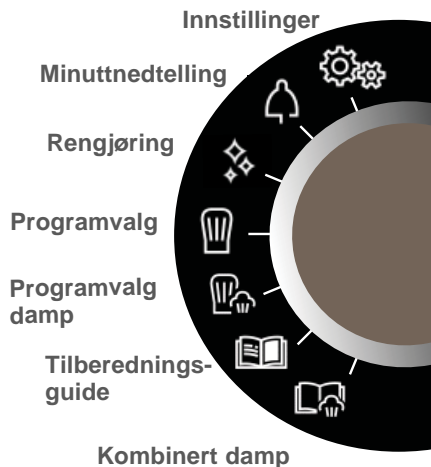 Innstillinger
Minuttnedtelling
Rengjøring
Programvalg
Programvalg
damp
Tilberednings-
guide
Kombinert damp